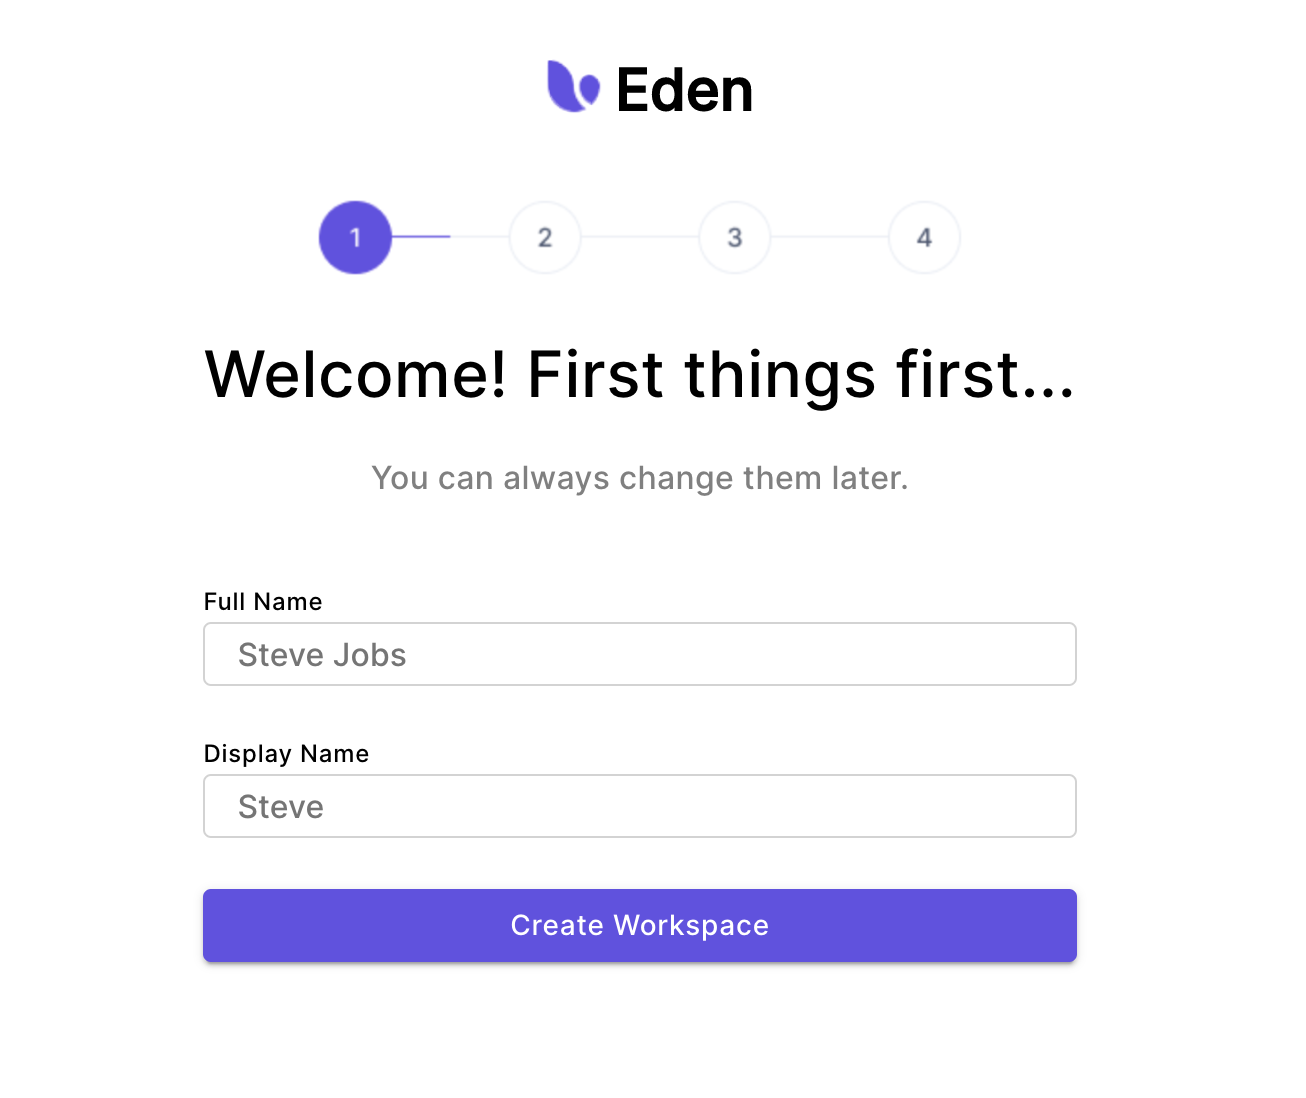 Eden
1 2 3 4
Welcome! First things first...
You can always change them later.
Full Name
Steve Jobs
Display Name
Steve
Create Workspace